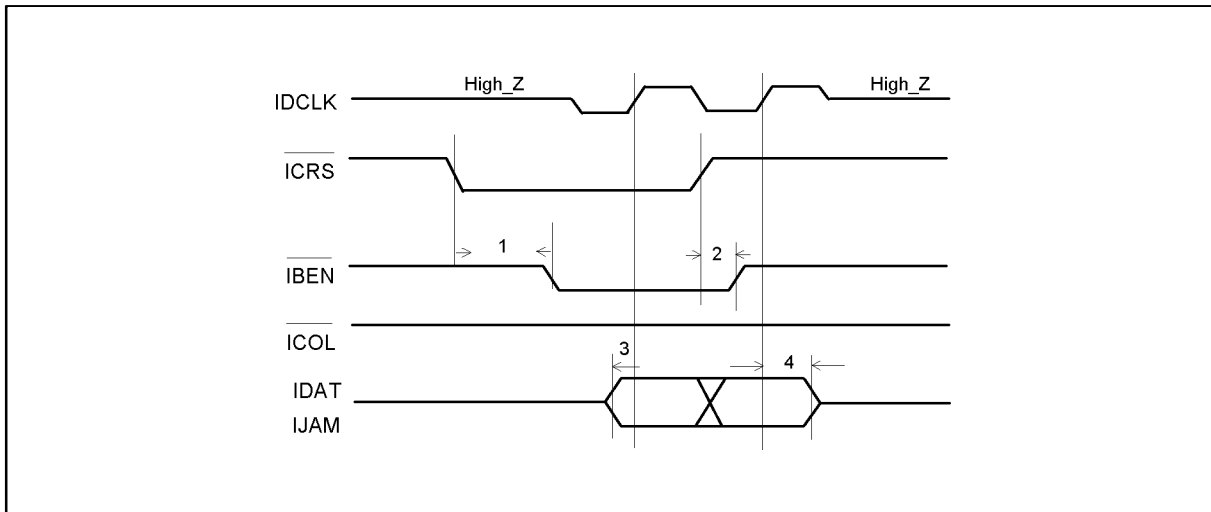 High_Z
High_Z
IDCLK
ICRS
1
2
IBEN
ICOL
3
4
IDAT
IJAM